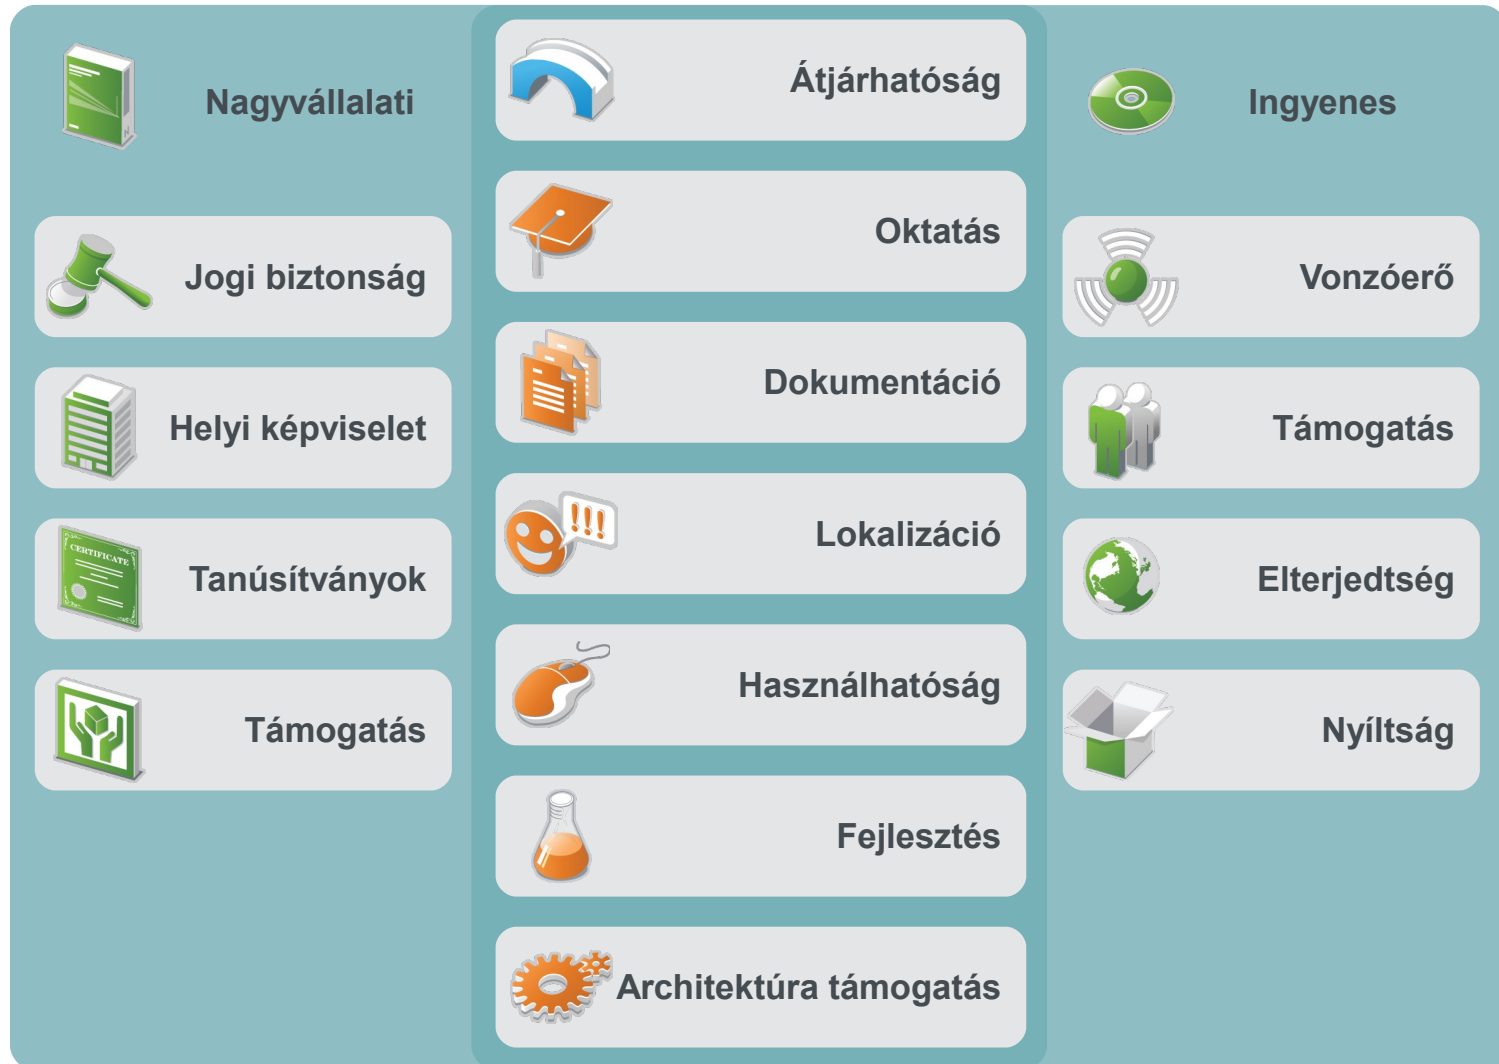 Nagyvállalati
Jogi biztonság
Helyi képviselet
Tanúsítványok
CERTIFICATE
Támogatás
Átjárhatóság
Oktatás
Dokumentáció
Lokalizáció
!!!
Használhatóság
Fejlesztés
Architektúra támogatás
Ingyenes
Vonzóerő
Támogatás
Elterjedtség
Nyíltság